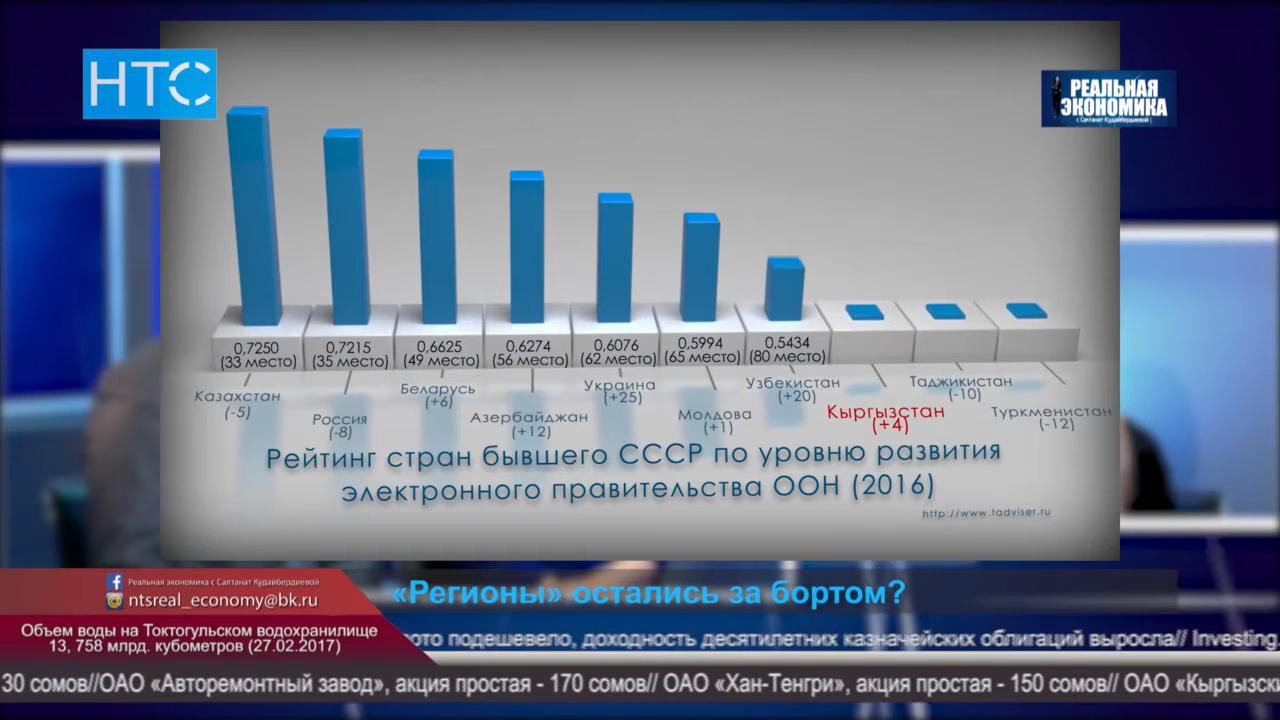 НТС
РЕАЛЬНАЯ
ЭКОНОМИКА
с Салтанат Кудайбердиевой
0,7250
(33 место)
0,7215
(35 место)
0,6625
(49 место)
0,6274
(56 место)
0,6076
(62 место)
0,5994
(65 место)
0,5434
(80 место)
Казахстан
(-5)
Россия
(-8)
Беларусь
(+6)
Азербайджан
(+12)
Украина
(+25)
Молдова
(+1)
Узбекистан
(+20)
Кыргызстан
(+4)
Таджикистан
(-10)
Туркменистан
(-12)
Рейтинг стран бывшего СССР по уровню развития
электронного правительства ООН (2016)
http://www.tadviser.ru
Реальная экономика с Салтанат Кудайбердиевой
ntsreal_economy@bk.ru
«Регионы» остались за бортом?
Объем воды на Токтогульском водохранилище
13, 758 млрд. кубометров (27.02.2017)
подешевело, доходность десятилетних казначейских облигаций выросла// Investing
30 сомов//ОАО «Авторемонтный завод», акция простая - 170 сомов// ОАО «Хан-Тенгри», акция простая - 150 сомов// ОАО «Кыргызски